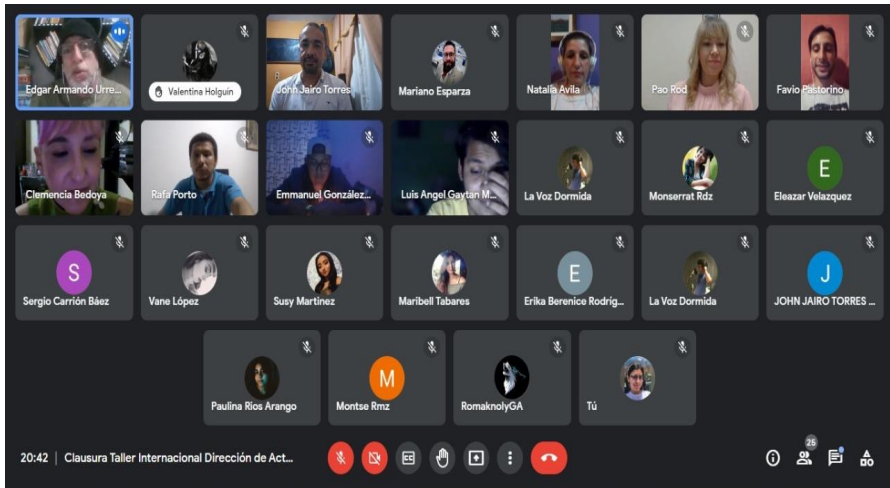 Edgar Armando Urre...
Valentina Holguin
John Jairo Torres
Mariano Esparza
Natalia Avila
Pao Rod
Favio Pastorino
Clemencia Bedoya
Rafa Porto
Emmanuel González...
Luis Angel Gaytan M...
La Voz Dormida
Monserrat Rdz
E
Eleazar Velazquez
S
Sergio Carrión Báez
Vane López
Susy Martinez
Maribell Tabares
E
Erika Berenice Rodrig...
La Voz Dormida
J
JOHN JAIRO TORRES ...
Paulina Rios Arango
M
Montse Rmz
RomaknolyGA
Tú
25
20:42 | Clausura Taller Internacional Dirección de Act...